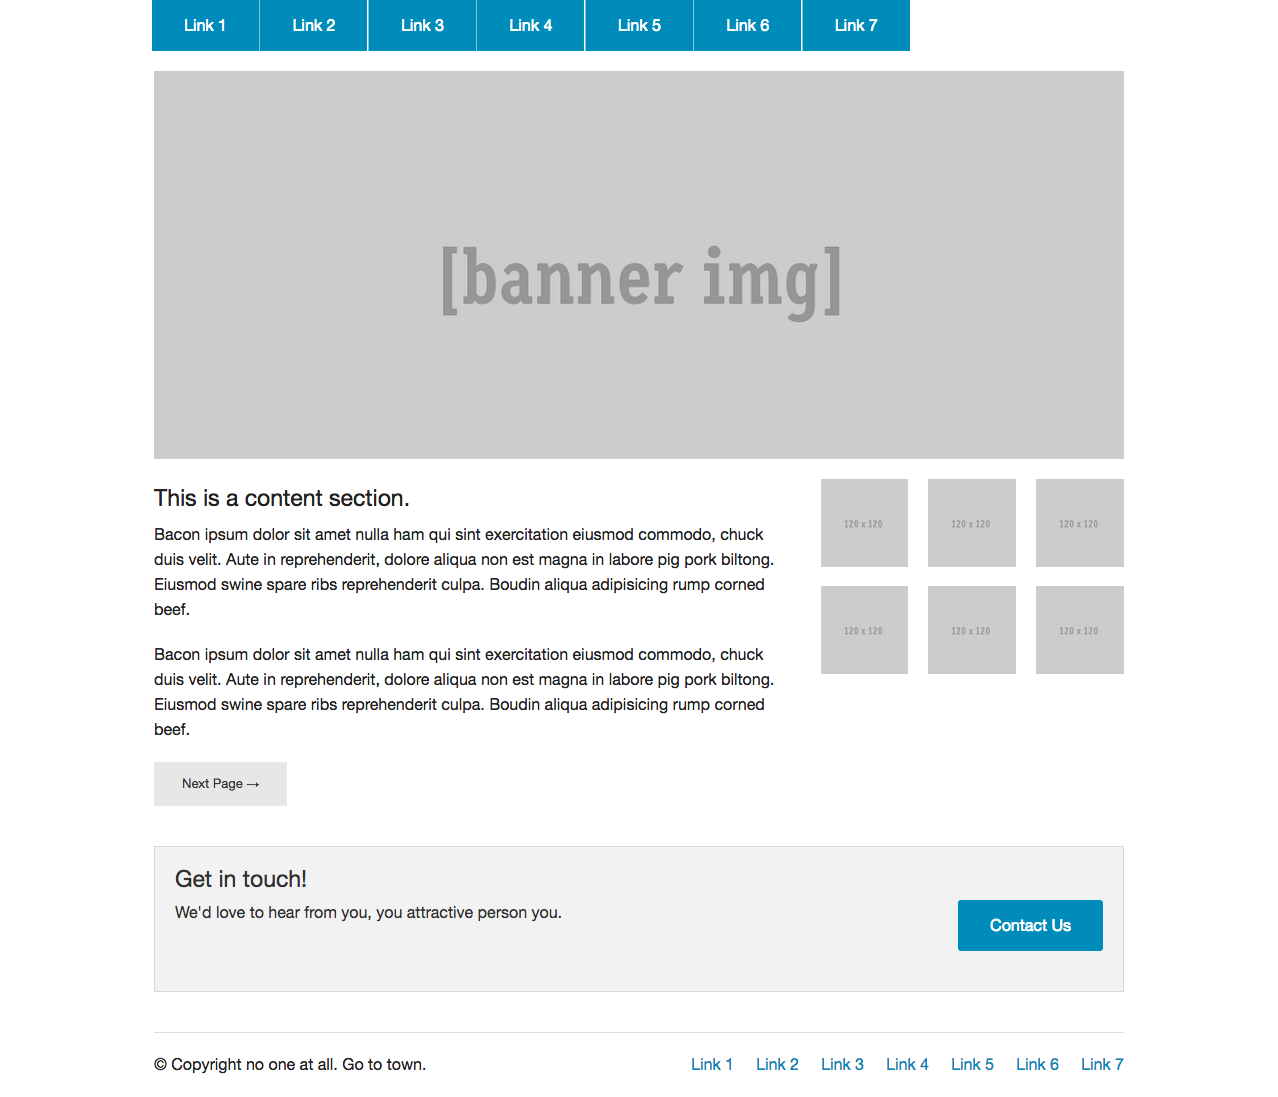 Link 1 Link 2 Link 3 Link 4 Link 5 Link 6 Link 7
[banner img]
This is a content section.
Bacon ipsum dolor sit amet nulla ham qui sint exercitation eiusmod commodo, chuck
duis velit. Aute in reprehenderit, dolore aliqua non est magna in labore pig pork biltong.
Eiusmod swine spare ribs reprehenderit culpa. Boudin aliqua adipisicing rump corned
beef.
Bacon ipsum dolor sit amet nulla ham qui sint exercitation eiusmod commodo, chuck
duis velit. Aute in reprehenderit, dolore aliqua non est magna in labore pig pork biltong.
Eiusmod swine spare ribs reprehenderit culpa. Boudin aliqua adipisicing rump corned
beef.
Next Page →
120 x 120 120 x 120 120 x 120
120 x 120 120 x 120 120 x 120
Get in touch!
We'd love to hear from you, you attractive person you.
Contact Us
© Copyright no one at all. Go to town.
Link 1 Link 2 Link 3 Link 4 Link 5 Link 6 Link 7